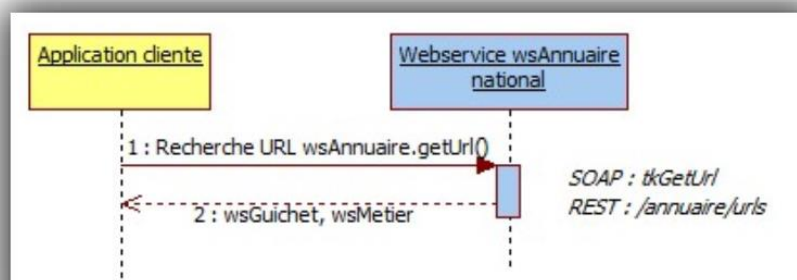 Application cliente
Webservice wsAnnuaire
national
1 : Recherche URL wsAnnuaire.getUrl()
SOAP : tkGetUrl
REST : /annuaire/urls
2 : wsGuichet, wsMetier